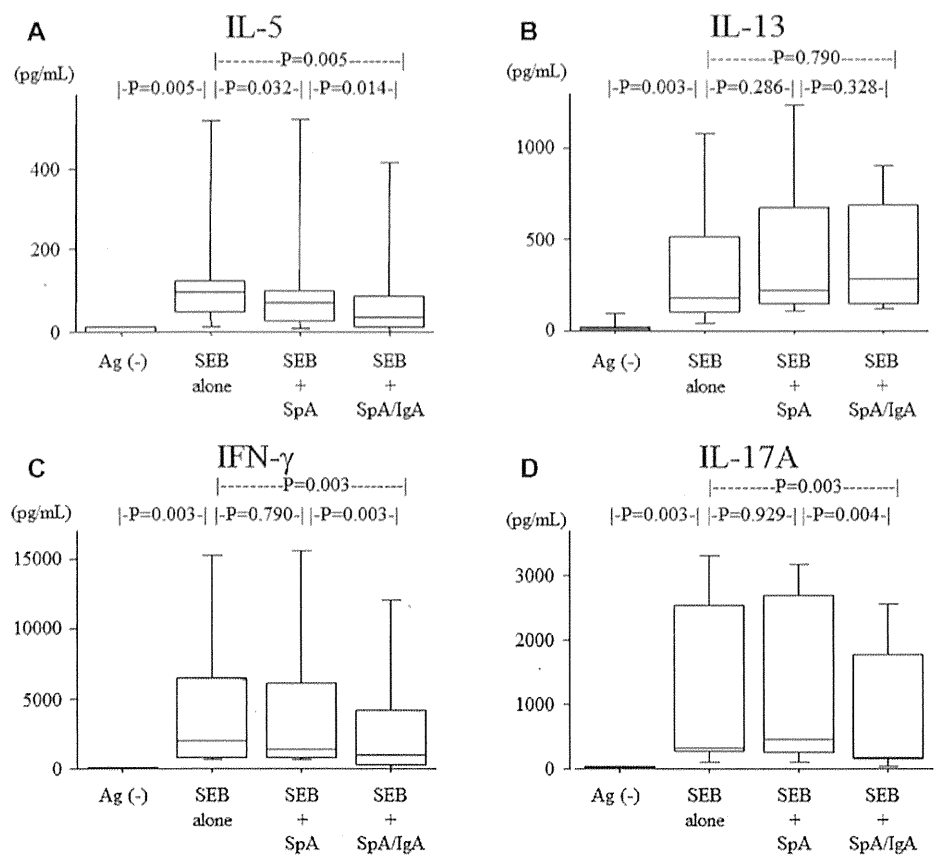 A IL-5
|--------P=0.005------|
(pg/mL)
|-P=0.005-||-P=0.032-||-P=0.014-|
400
200
0
Ag (-) SEB SEB SEB
alone + +
SpA SpA/IgA
B IL-13
|--------P=0.790-------|
(pg/mL)
|-P=0.003-||-P=0.286-||-P=0.328-|
1000
500
0
Ag (-) SEB SEB SEB
alone + +
SpA SpA/IgA
C IFN-γ
|--------P=0.003-------|
(pg/mL)
|-P=0.003-||-P=0.790-||-P=0.003-|
15000
10000
5000
0
Ag (-) SEB SEB SEB
alone + +
SpA SpA/IgA
D IL-17A
|--------P=0.003-------|
(pg/mL)
|-P=0.003-||-P=0.929-||-P=0.004-|
3000
2000
1000
0
Ag (-) SEB SEB SEB
alone + +
SpA SpA/IgA